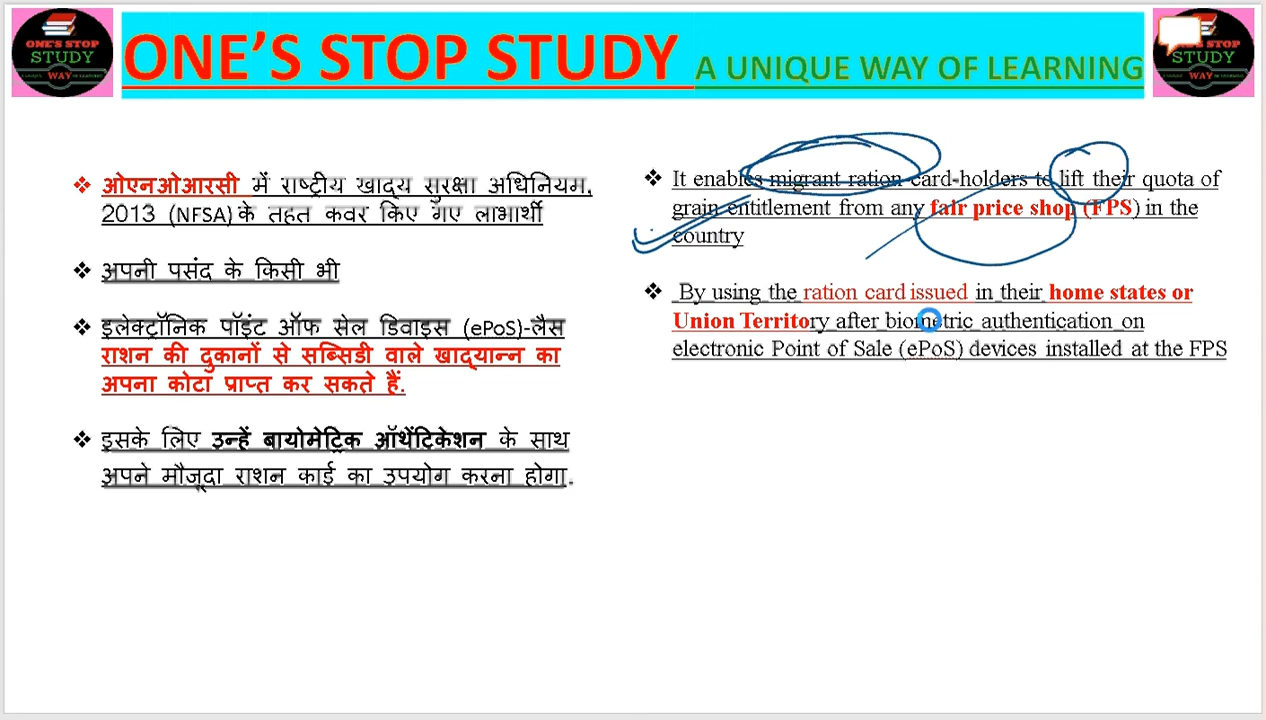 ONE'S STOP STUDY A UNIQUE WAY OF LEARNING
ONE'S STOP
STUDY
WAY
STOP
STUDY
WAY
❖ ओएनओआरसी में राष्ट्रीय खाद्य सुरक्षा अधिनियम,
2013 (NFSA) के तहत कवर किए गए लाभार्थी
❖ अपनी पसंद के किसी भी
❖ इलेक्ट्रॉनिक पॉइंट ऑफ सेल डिवाइस (ePoS)-लैस
राशन की दुकानों से सब्सिडी वाले खाद्यान्न का
अपना कोटा प्राप्त कर सकते हैं.
❖ इसके लिए उन्हें बायोमेट्रिक ऑथेंटिकेशन के साथ
अपने मौजूदा राशन कार्ड का उपयोग करना होगा.
❖ It enables migrant ration card-holders to lift their quota of
grain entitlement from any fair price shop (FPS) in the
country
❖ By using the ration card issued in their home states or
Union Territory after biometric authentication on
electronic Point of Sale (ePoS) devices installed at the FPS